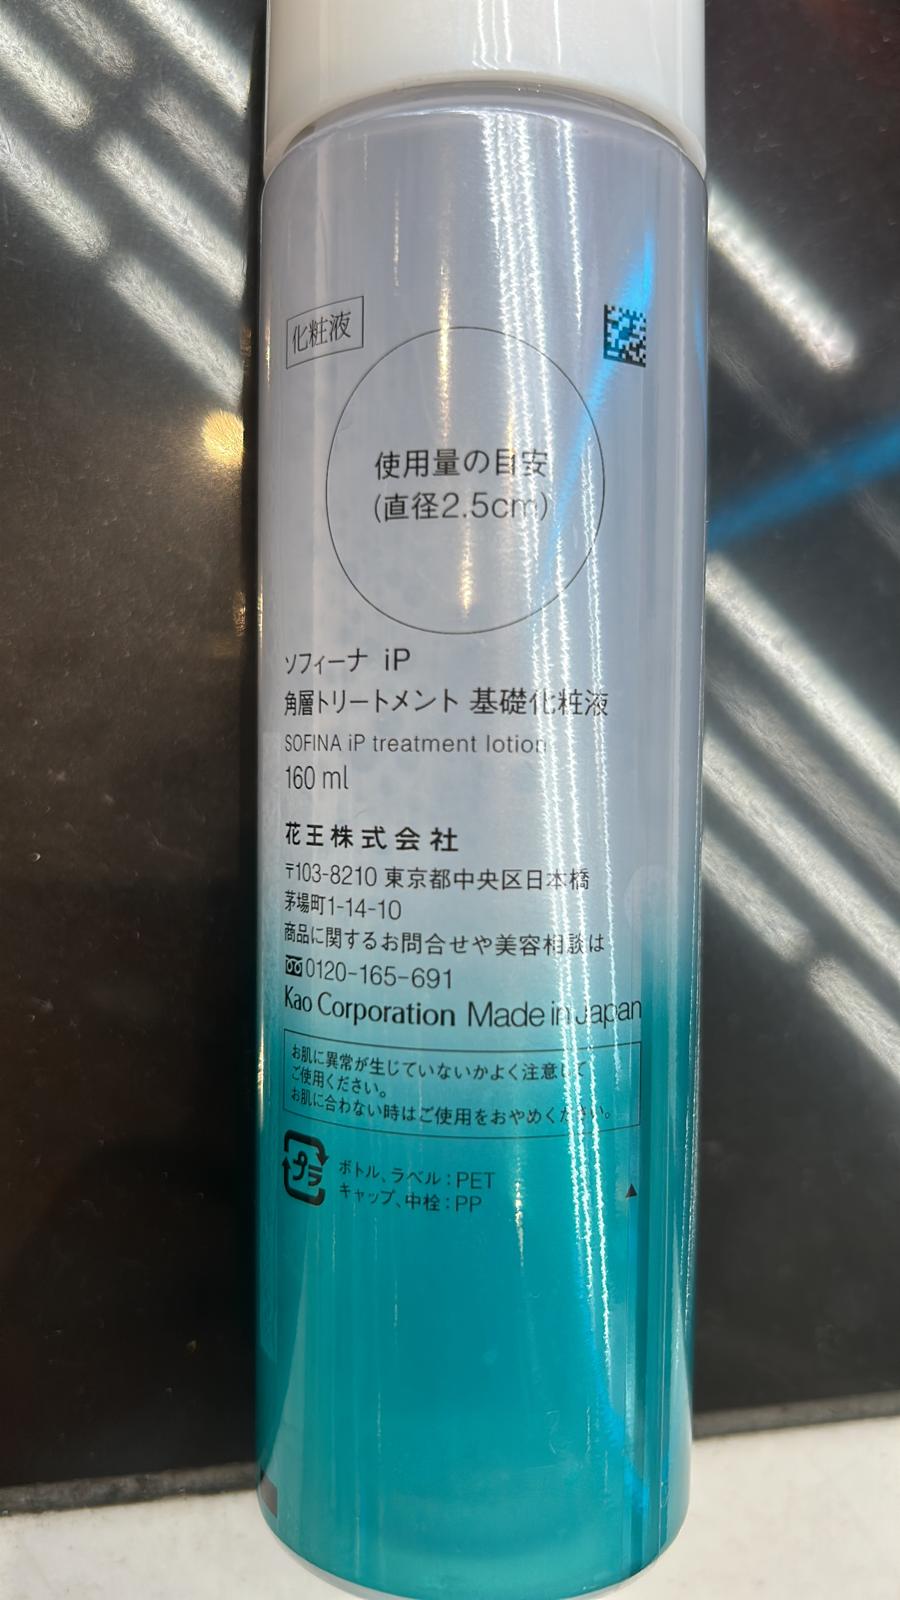 化粧液
使用量の目安
(直径2.5cm)
ソフィーナ iP
角層トリートメント 基礎化粧液
SOFINA iP treatment lotion
160 ml
花王株式会社
〒103-8210 東京都中央区日本橋
茅場町1-14-10
商品に関するお問合せや美容相談は
0120-165-691
Kao Corporation Made in Japan
お肌に異常が生じていないかよく注意して
ご使用ください。
お肌に合わない時はご使用をおやめください。
プラ
ボトル、ラベル:PET
キャップ、中栓:PP